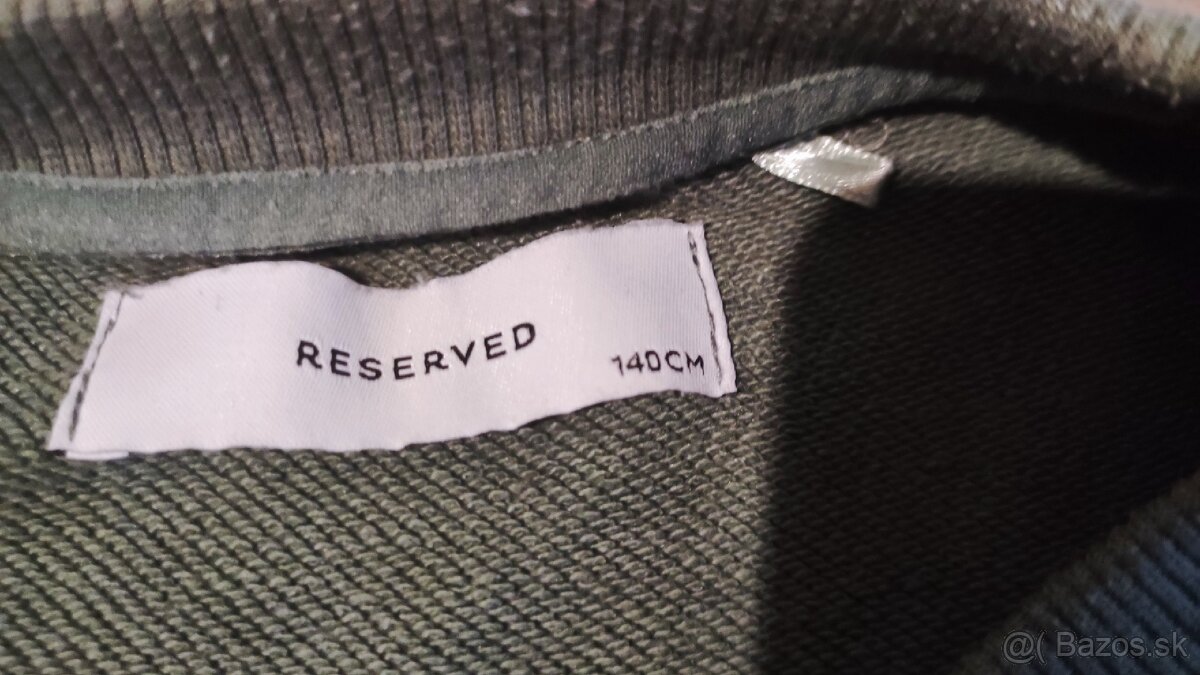 RESERVED
140CM
@( Bazos.sk